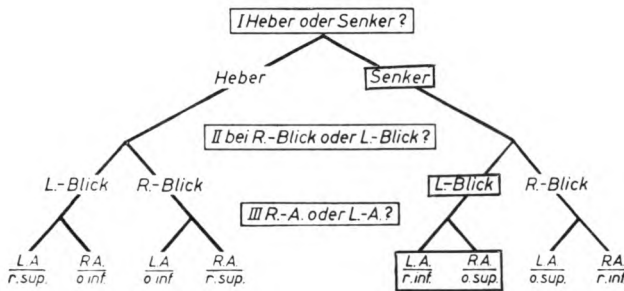 I Heber oder Senker ?
Heber
Senker
II bei R.-Blick oder L.-Blick ?
L.-Blick
R.-Blick
L-Blick
R.-Blick
III R.-A. oder L.-A. ?
L.A. R.A. L.A. R.A. L.A. R.A. L.A. R.A.
r.sup. o inf. o inf. r.sup. r.inf. o.sup. o.sup. r.inf.